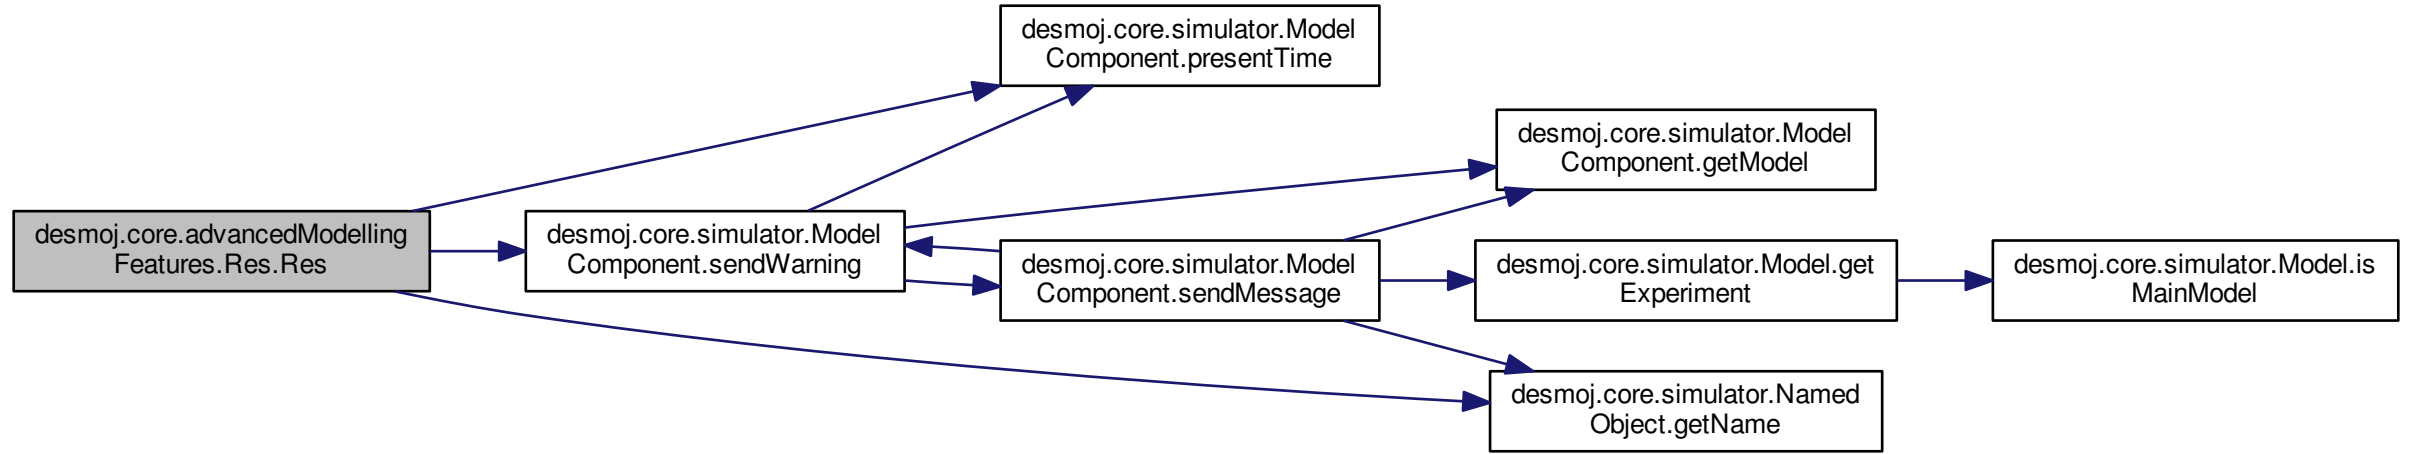 desmoj.core.simulator.Model
Component.presentTime
desmoj.core.simulator.Model
Component.getModel
desmoj.core.advancedModelling
Features.Res.Res
desmoj.core.simulator.Model
Component.sendWarning
desmoj.core.simulator.Model
Component.sendMessage
desmoj.core.simulator.Model.get
Experiment
desmoj.core.simulator.Model.is
MainModel
desmoj.core.simulator.Named
Object.getName